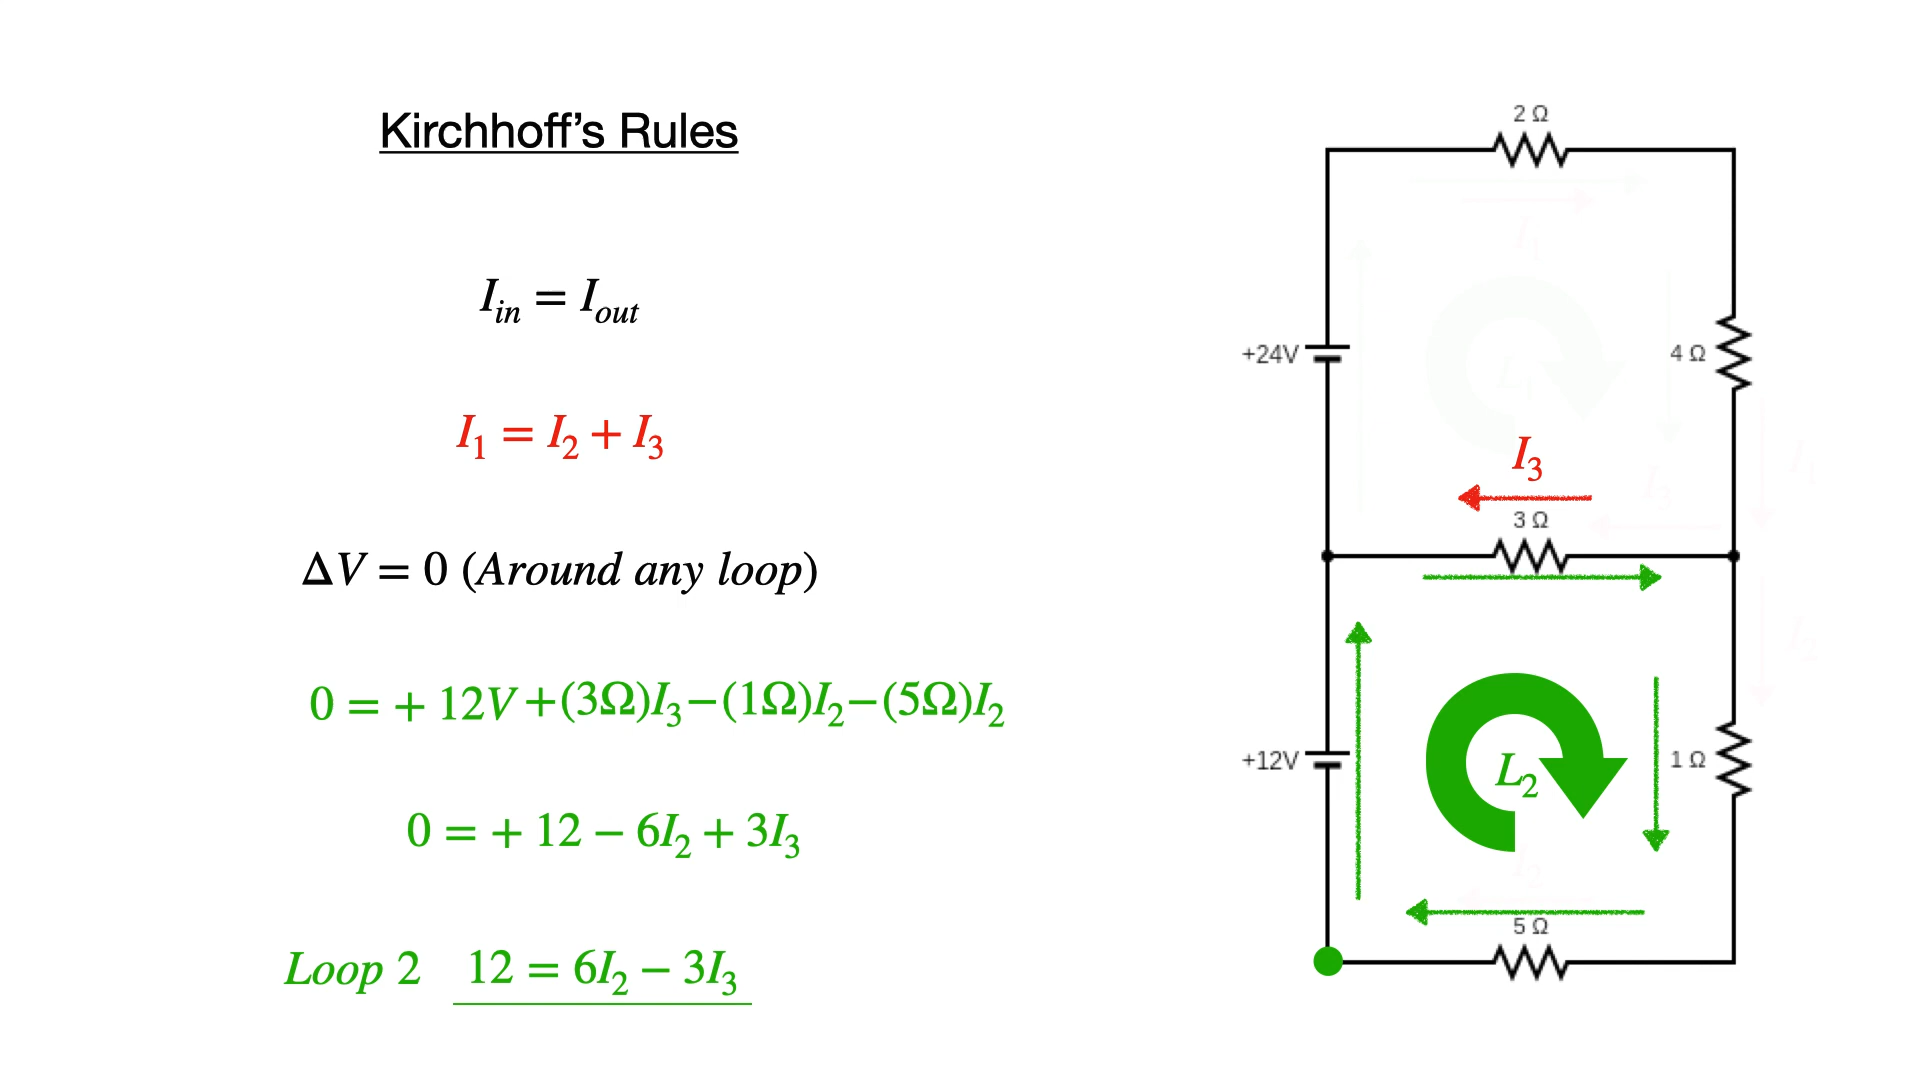 Kirchhoff’s Rules
I_in = I_out
I_1 = I_2 + I_3
ΔV = 0 (Around any loop)
0 = + 12V +(3Ω)I_3 −(1Ω)I_2 −(5Ω)I_2
0 = + 12 − 6I_2 + 3I_3
Loop 2 12 = 6I_2 − 3I_3
2 Ω
+24V
4 Ω
I_3
3 Ω
+12V
L_2
1 Ω
5 Ω